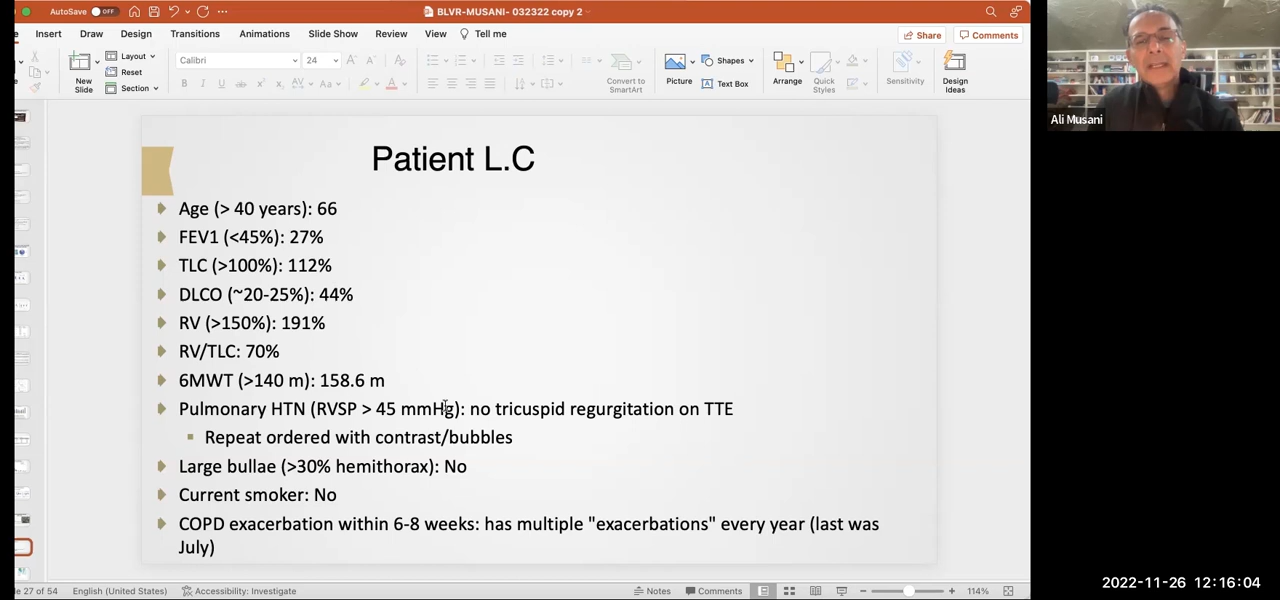 AutoSave OFF
BLVR-MUSANI- 032322 copy 2
Insert Draw Design Transitions Animations Slide Show Review View Tell me
Share Comments
New Slide
Layout
Reset
Section
Calibri 24
Convert to SmartArt
Picture
Shapes
Text Box
Arrange
Quick Styles
Sensitivity
Design Ideas
Ali Musani
Patient L.C
Age (> 40 years): 66
FEV1 (<45%): 27%
TLC (>100%): 112%
DLCO (~20-25%): 44%
RV (>150%): 191%
RV/TLC: 70%
6MWT (>140 m): 158.6 m
Pulmonary HTN (RVSP > 45 mmHg): no tricuspid regurgitation on TTE
Repeat ordered with contrast/bubbles
Large bullae (>30% hemithorax): No
Current smoker: No
COPD exacerbation within 6-8 weeks: has multiple "exacerbations" every year (last was
July)
27 of 54 English (United States) Accessibility: Investigate Notes Comments 114%
2022-11-26 12:16:04